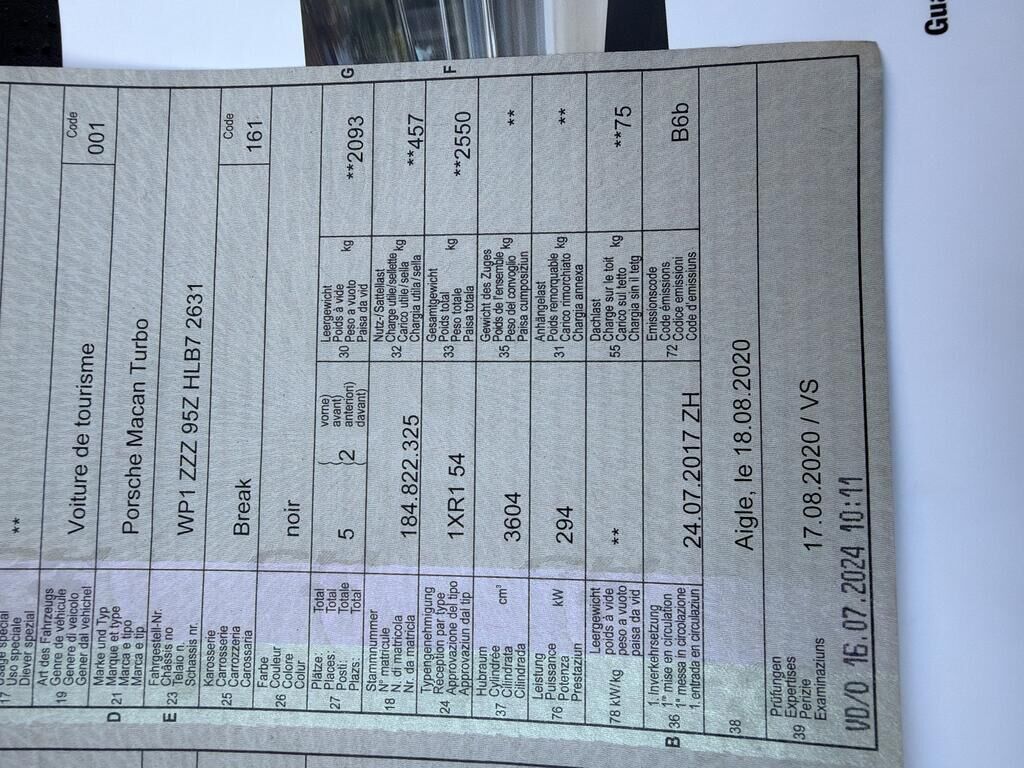 17 Usage spécial
Uso speciale
Diever spezial
**
Art des Fahrzeugs
Genre de véhicule
19 Genere di veicolo
Gener dal vehichel
Voiture de tourisme
Code
001
Marke und Typ
D 21 Marque et type
Marca e tipo
Marca e tip
Porsche Macan Turbo
Fahrgestell-Nr.
E 23 Châssis no
Telaio n.
Schassis nr.
WP1 ZZZ 95Z HLB7 2631
Karosserie
25 Carrosserie
Carrozzeria
Carossaria
Break
Code
161
Farbe
26 Couleur
Colore
Colur
noir
Plätze: Total
27 Places: Total
Posti: Totale
Plazs: Total
5
2
vorne)
avant)
anteriori)
davant)
Leergewicht
30 Poids à vide
Peso a vuoto kg
Paisa da vid
**2093
G
Stammnummer
18 N° matricule
N. di matricola
Nr. da matricla
184.822.325
Nutz-/Sattellast
32 Charge utile/sellette kg
Carico utile/sella
Chargia utila/sella
**457
Typengenehmigung
24 Réception par type
Approvazione del tipo
Approvaziun dal tip
1XR1 54
Gesamtgewicht
33 Poids total
Peso totale kg
Paisa totala
**2550
F
Hubraum
37 Cylindrée
Cilindrata cm³
Cilindrada
3604
Gewicht des Zuges
35 Poids de l'ensemble kg
Peso del convoglio
Paisa cumposiziun
**
Leistung
76 Puissance kW
Potenza
Prestaziun
294
Anhängelast
31 Poids remorquable kg
Carico rimorchiato
Chargia annexa
**
Leergewicht
78 kW/kg poids à vide
peso a vuoto
paisa da vid
**
Dachlast
55 Charge sur le toit kg
Carico sul tetto
Chargia sin il tetg
**75
B 36 1. Inverkehrsetzung
1re mise en circulation
1a messa in circolazione
1. entrada en circulaziun
24.07.2017 ZH
Emissionscode
72 Code émissions
Codice emissioni
Code d'emissiuns
B6b
38
Aigle, le 18.08.2020
Prüfungen
39 Expertises
Perizie
Examinaziuns
17.08.2020 / VS
VD/O 16.07.2024 10:11
Gua